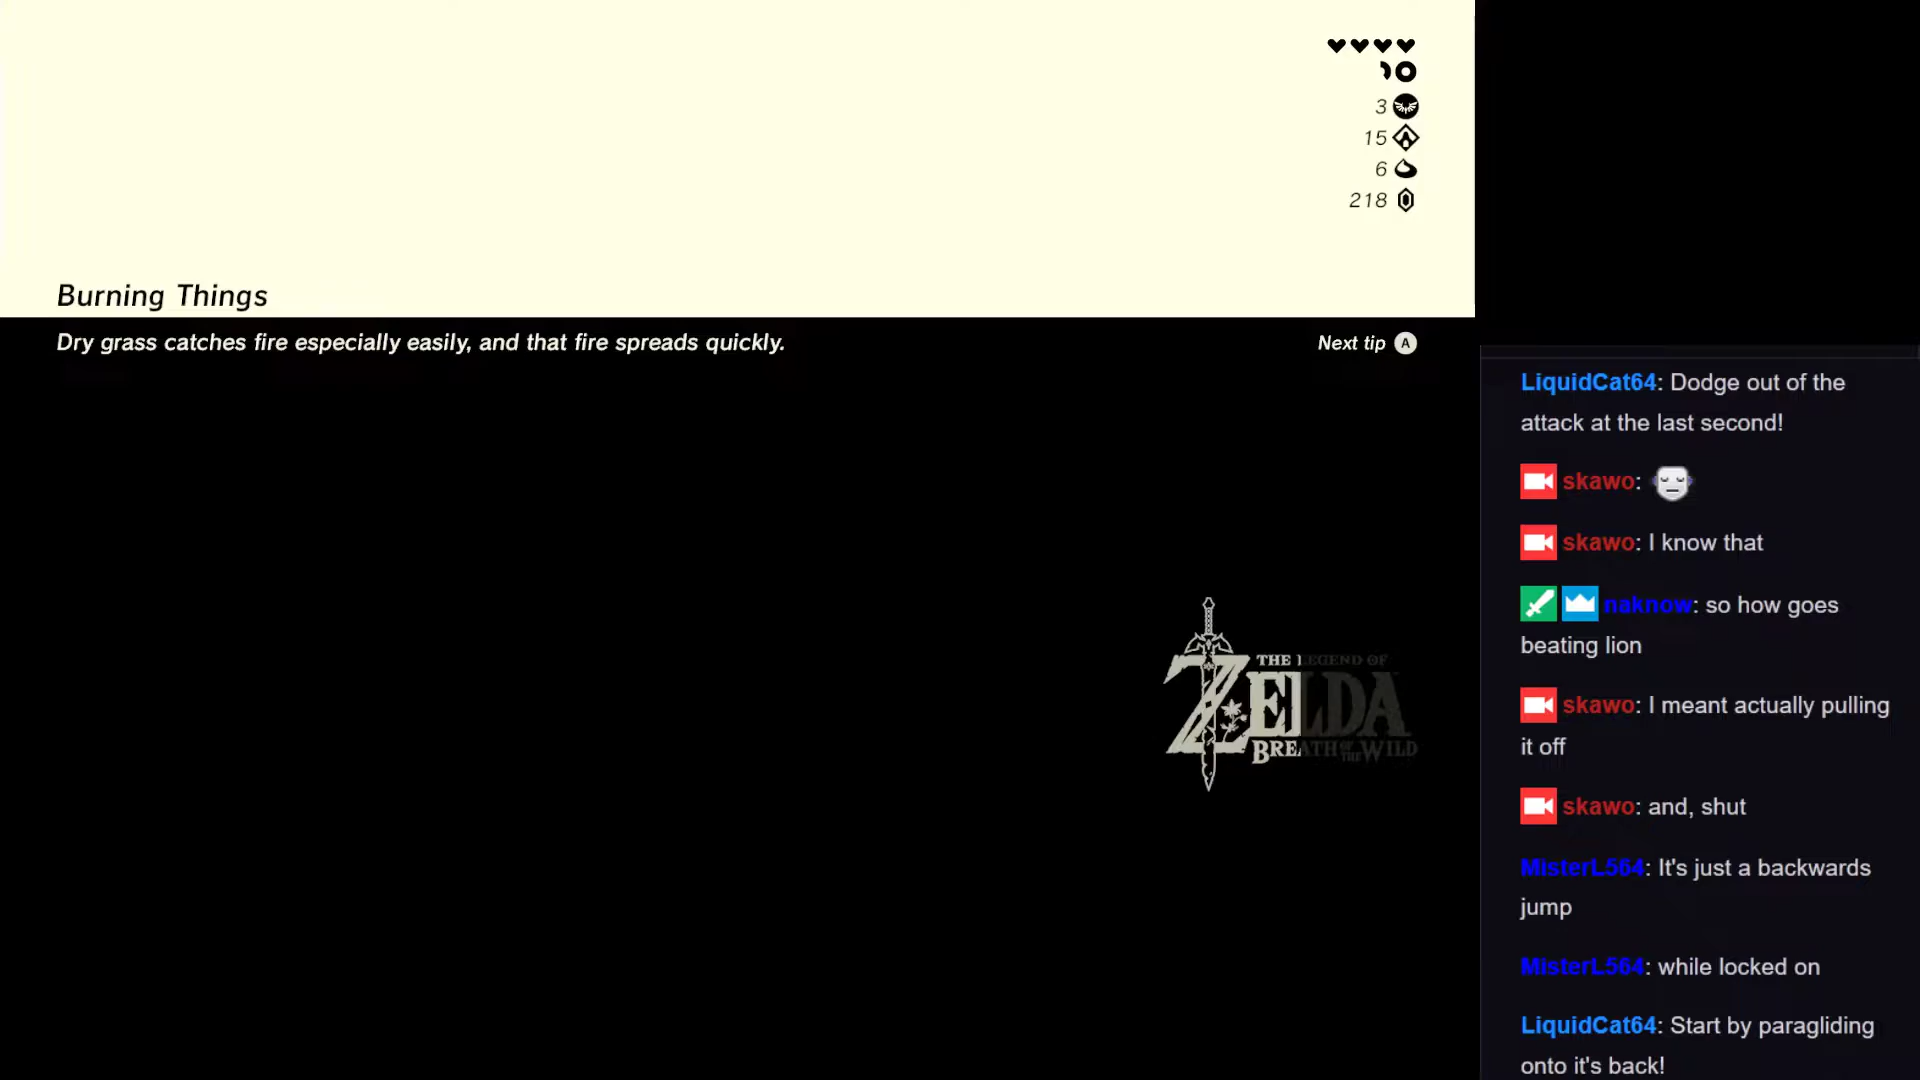 3
15
6
218
Burning Things
Dry grass catches fire especially easily, and that fire spreads quickly.
Next tip A
THE LEGEND OF
ZELDA
BREATH OF THE WILD
LiquidCat64: Dodge out of the
attack at the last second!
skawo:
skawo: I know that
naknow: so how goes
beating lion
skawo: I meant actually pulling
it off
skawo: and, shut
MisterL564: It's just a backwards
jump
MisterL564: while locked on
LiquidCat64: Start by paragliding
onto it's back!